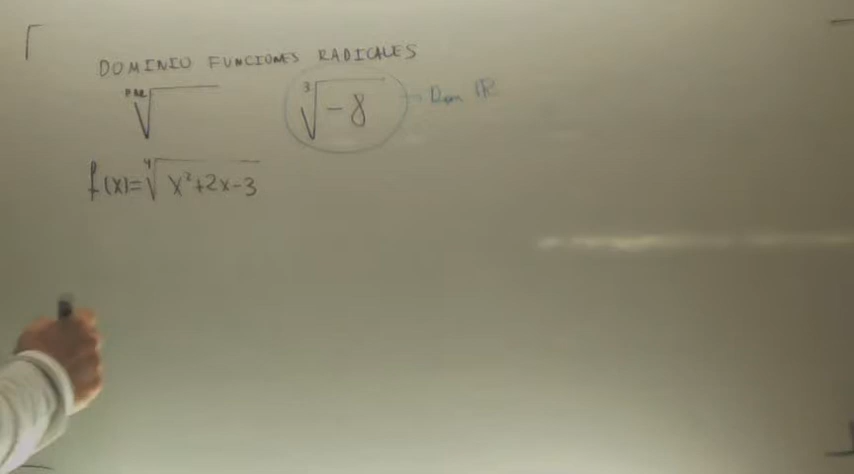 DOMINIO FUNCIONES RADICALES
PAR√ ∛-8 Dom ℝ
f(x)=∜x²+2x-3